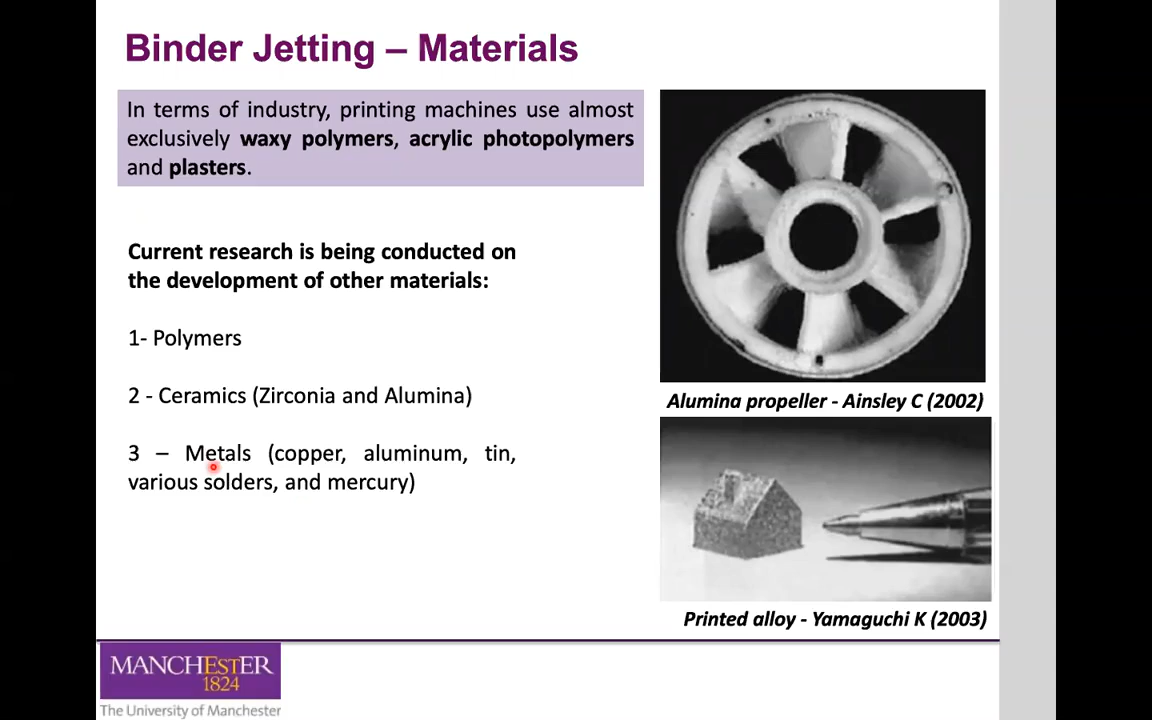 Binder Jetting – Materials
In terms of industry, printing machines use almost
exclusively waxy polymers, acrylic photopolymers
and plasters.
Current research is being conducted on
the development of other materials:
1- Polymers
2 - Ceramics (Zirconia and Alumina)
3 – Metals (copper, aluminum, tin,
various solders, and mercury)
Alumina propeller - Ainsley C (2002)
Printed alloy - Yamaguchi K (2003)
MANCHESTER
1824
The University of Manchester